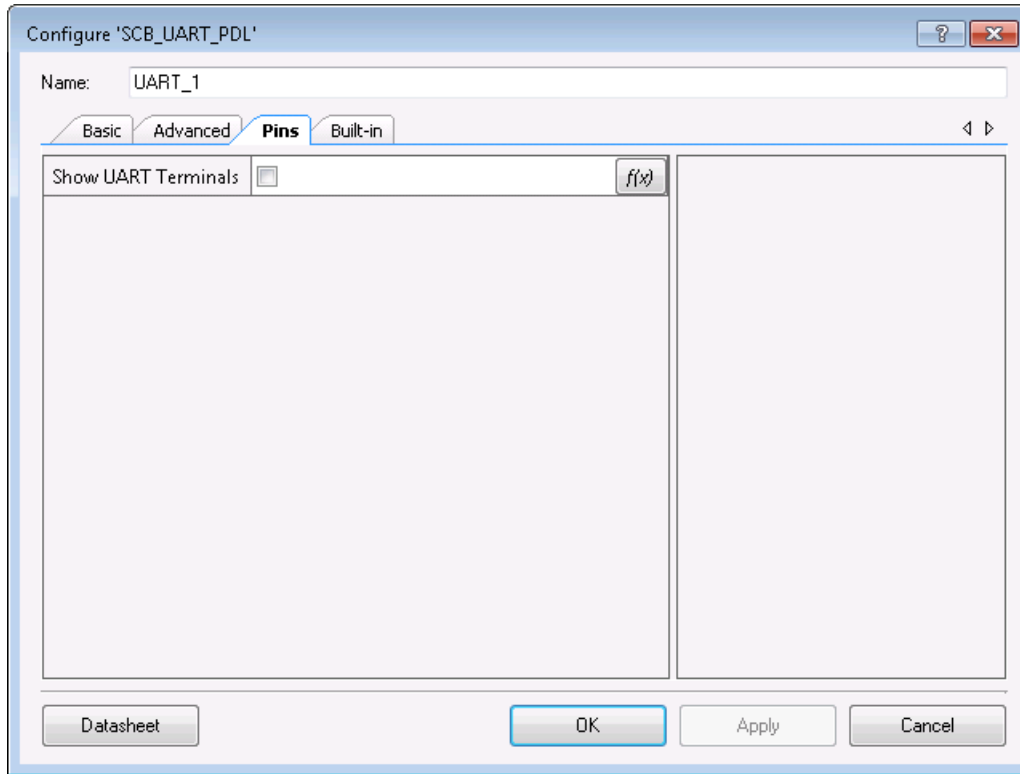 Configure 'SCB_UART_PDL'
?
Name: UART_1
Basic Advanced Pins Built-in
Show UART Terminals f(x)
Datasheet OK Apply Cancel